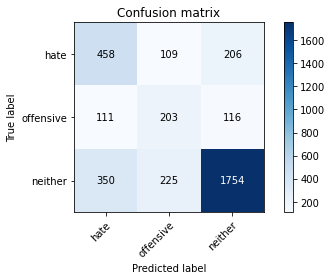 Confusion matrix
True label
hate 458 109 206
offensive 111 203 116
neither 350 225 1754
hate offensive neither
Predicted label
1600
1400
1200
1000
800
600
400
200